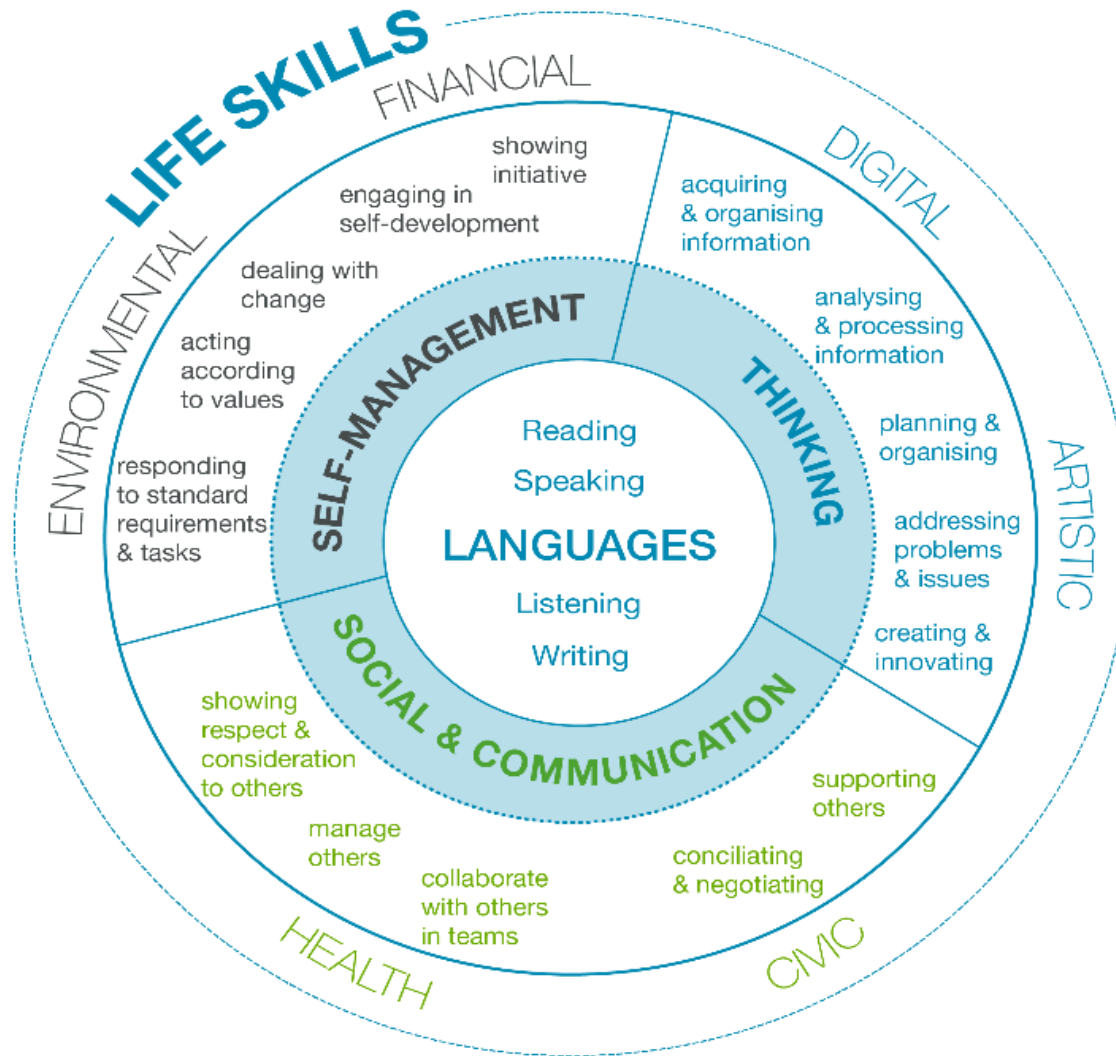 LIFE SKILLS
FINANCIAL
DIGITAL
ARTISTIC
CIVIC
HEALTH
ENVIRONMENTAL
SELF-MANAGEMENT
showing
initiative
engaging in
self-development
dealing with
change
acting
according
to values
responding
to standard
requirements
& tasks
THINKING
acquiring
& organising
information
analysing
& processing
information
planning &
organising
addressing
problems
& issues
creating &
innovating
SOCIAL & COMMUNICATION
showing
respect &
consideration
to others
manage
others
collaborate
with others
in teams
conciliating
& negotiating
supporting
others
Reading
Speaking
LANGUAGES
Listening
Writing